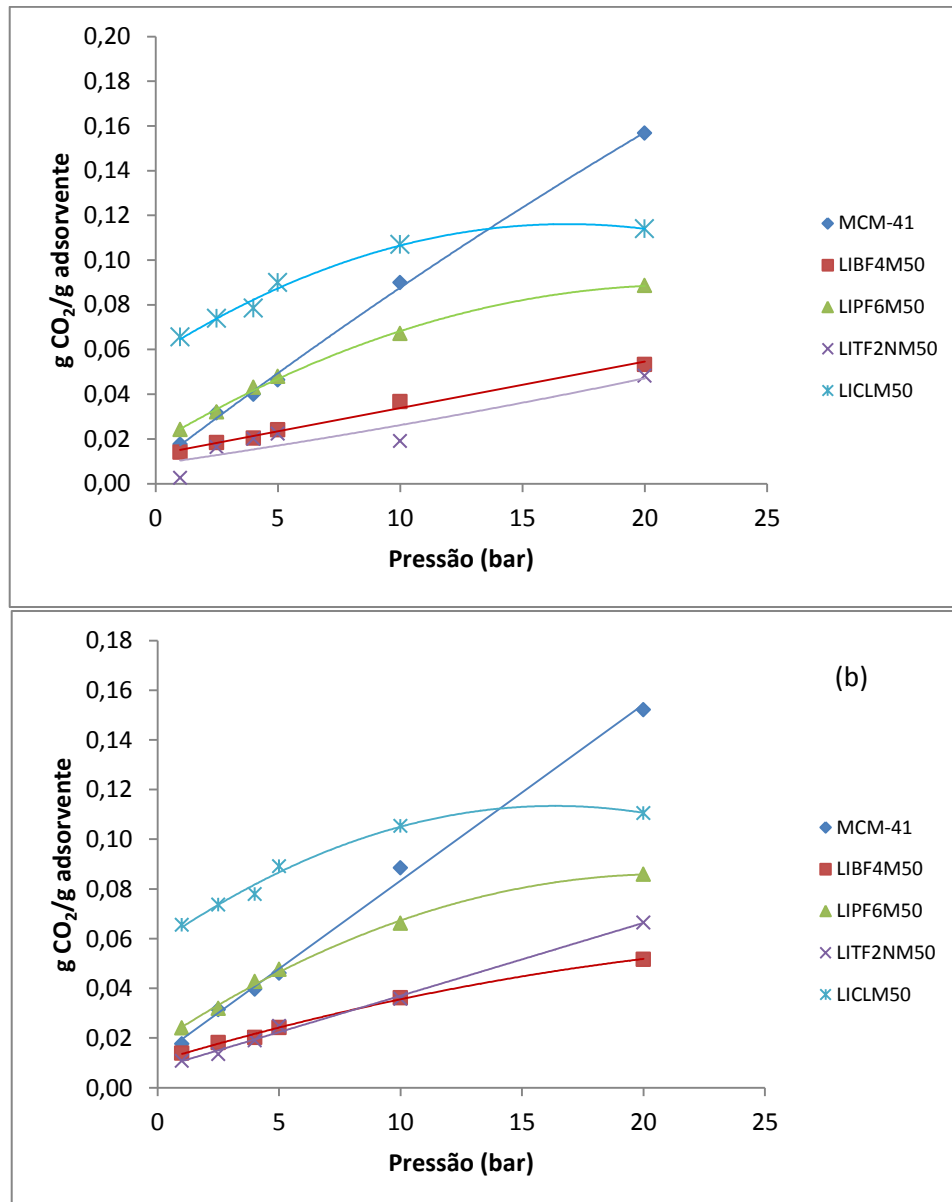 0,20
0,18
0,16
0,14
0,12
0,10
0,08
0,06
0,04
0,02
0,00
g CO₂/g adsorvente
0 5 10 15 20 25
Pressão (bar)
MCM-41
LIBF4M50
LIPF6M50
LITF2NM50
LICLM50
(b)
0,18
0,16
0,14
0,12
0,10
0,08
0,06
0,04
0,02
0,00
g CO₂/g adsorvente
0 5 10 15 20 25
Pressão (bar)
MCM-41
LIBF4M50
LIPF6M50
LITF2NM50
LICLM50